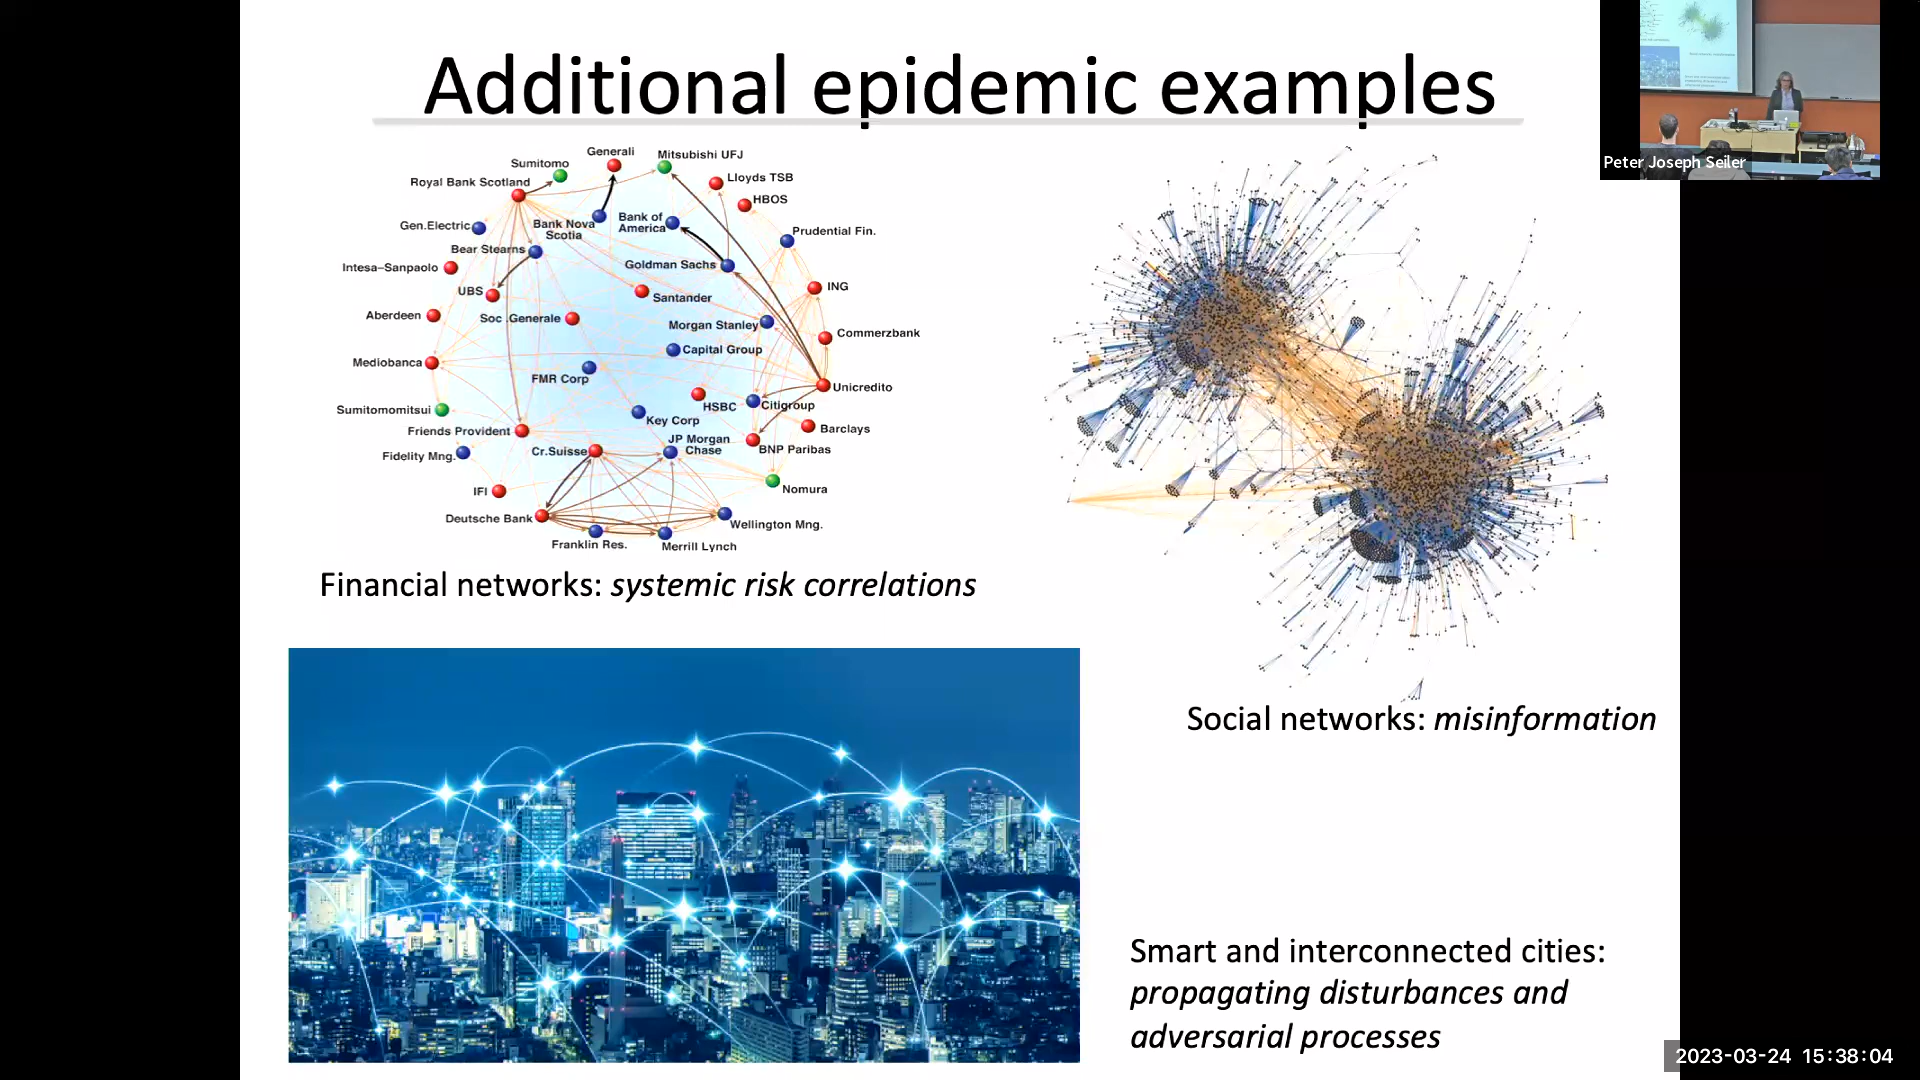 Additional epidemic examples
Generali
Mitsubishi UFJ
Sumitomo
Lloyds TSB
Royal Bank Scotland
HBOS
Gen.Electric
Bank Nova
Scotia
Bank of
America
Prudential Fin.
Bear Stearns
Goldman Sachs
Intesa–Sanpaolo
UBS
Santander
ING
Aberdeen
Soc .Generale
Morgan Stanley
Commerzbank
Mediobanca
Capital Group
FMR Corp
Unicredito
HSBC
Citigroup
Sumitomomitsui
Key Corp
Barclays
Friends Provident
JP Morgan
Chase
BNP Paribas
Fidelity Mng.
Cr.Suisse
IFI
Nomura
Deutsche Bank
Wellington Mng.
Franklin Res.
Merrill Lynch
Financial networks: systemic risk correlations
Social networks: misinformation
Smart and interconnected cities:
propagating disturbances and
adversarial processes
Peter Joseph Seiler
2023-03-24 15:38:04